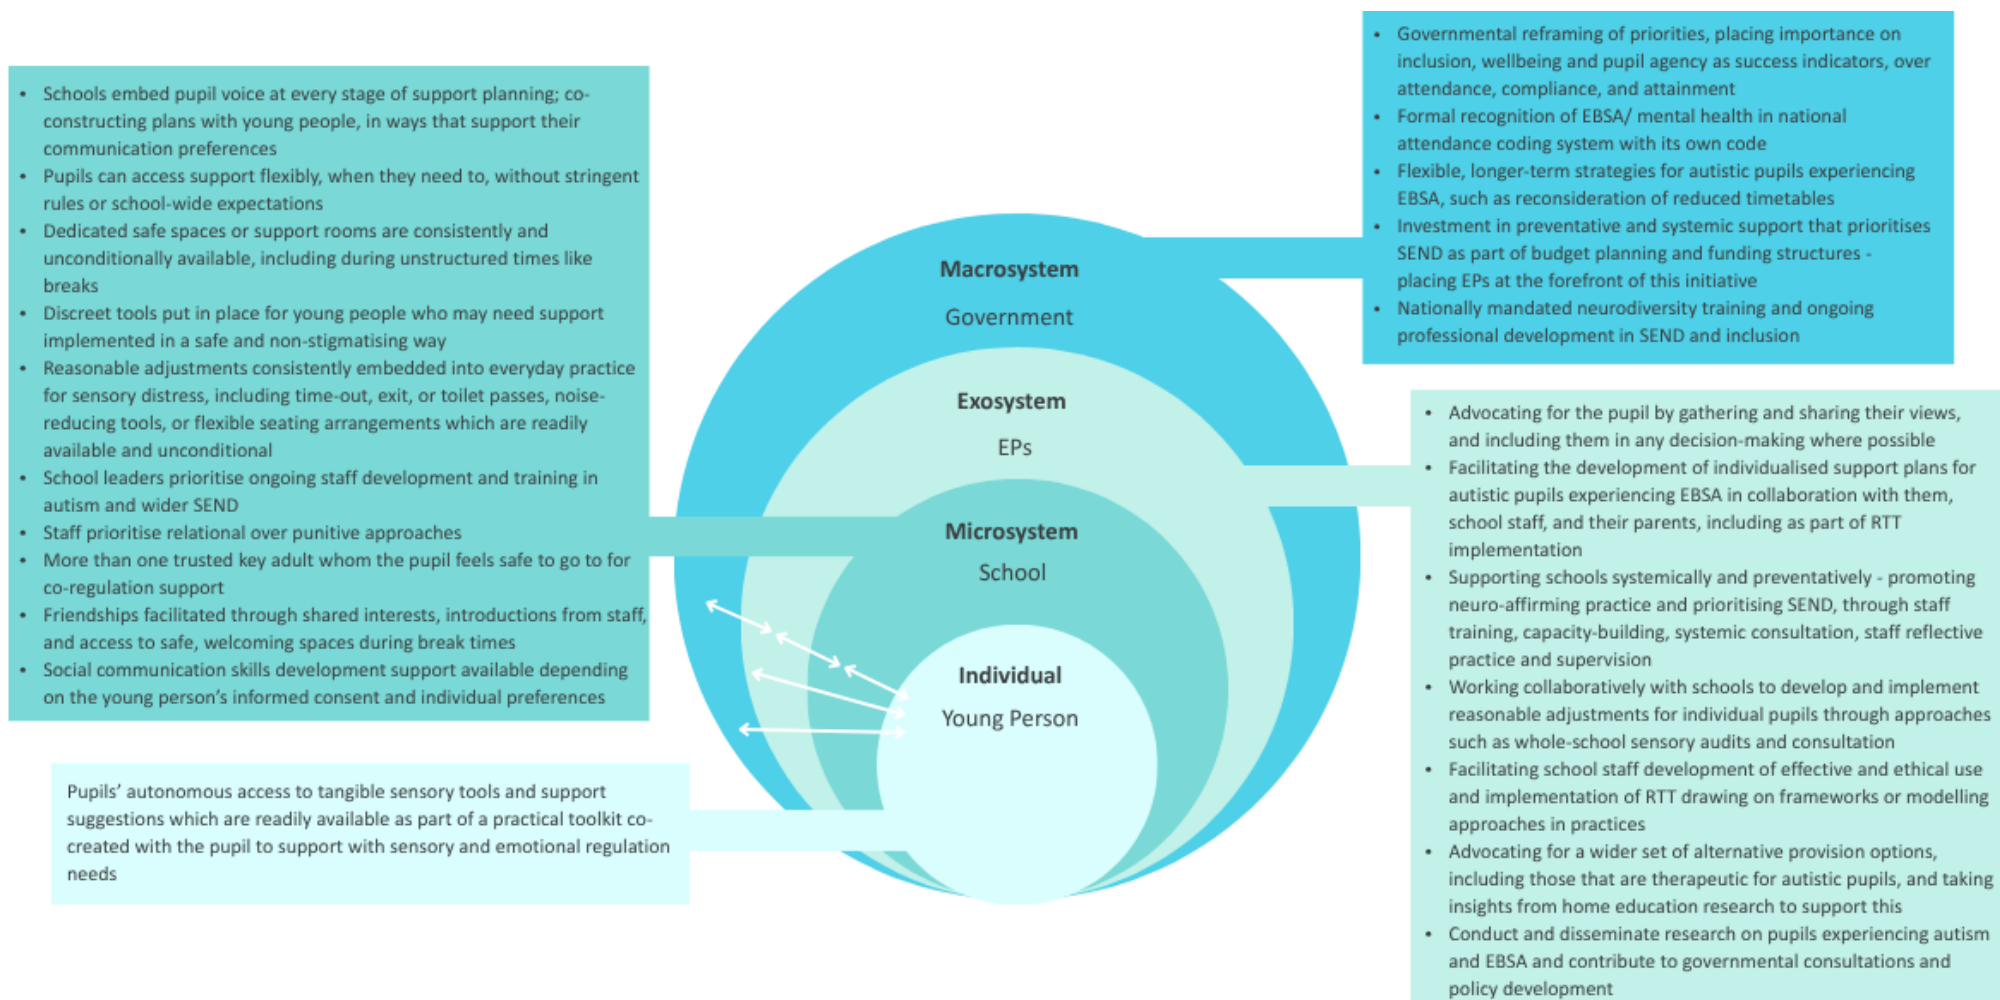 • Schools embed pupil voice at every stage of support planning; co-
constructing plans with young people, in ways that support their
communication preferences
• Pupils can access support flexibly, when they need to, without stringent
rules or school-wide expectations
• Dedicated safe spaces or support rooms are consistently and
unconditionally available, including during unstructured times like
breaks
• Discreet tools put in place for young people who may need support
implemented in a safe and non-stigmatising way
• Reasonable adjustments consistently embedded into everyday practice
for sensory distress, including time-out, exit, or toilet passes, noise-
reducing tools, or flexible seating arrangements which are readily
available and unconditional
• School leaders prioritise ongoing staff development and training in
autism and wider SEND
• Staff prioritise relational over punitive approaches
• More than one trusted key adult whom the pupil feels safe to go to for
co-regulation support
• Friendships facilitated through shared interests, introductions from staff,
and access to safe, welcoming spaces during break times
• Social communication skills development support available depending
on the young person's informed consent and individual preferences
Pupils' autonomous access to tangible sensory tools and support
suggestions which are readily available as part of a practical toolkit co-
created with the pupil to support with sensory and emotional regulation
needs
Macrosystem
Government
Exosystem
EPs
Microsystem
School
Individual
Young Person
• Governmental reframing of priorities, placing importance on
inclusion, wellbeing and pupil agency as success indicators, over
attendance, compliance, and attainment
• Formal recognition of EBSA/ mental health in national
attendance coding system with its own code
• Flexible, longer-term strategies for autistic pupils experiencing
EBSA, such as reconsideration of reduced timetables
• Investment in preventative and systemic support that prioritises
SEND as part of budget planning and funding structures -
placing EPs at the forefront of this initiative
• Nationally mandated neurodiversity training and ongoing
professional development in SEND and inclusion
• Advocating for the pupil by gathering and sharing their views,
and including them in any decision-making where possible
• Facilitating the development of individualised support plans for
autistic pupils experiencing EBSA in collaboration with them,
school staff, and their parents, including as part of RTT
implementation
• Supporting schools systemically and preventatively - promoting
neuro-affirming practice and prioritising SEND, through staff
training, capacity-building, systemic consultation, staff reflective
practice and supervision
• Working collaboratively with schools to develop and implement
reasonable adjustments for individual pupils through approaches
such as whole-school sensory audits and consultation
• Facilitating school staff development of effective and ethical use
and implementation of RTT drawing on frameworks or modelling
approaches in practices
• Advocating for a wider set of alternative provision options,
including those that are therapeutic for autistic pupils, and taking
insights from home education research to support this
• Conduct and disseminate research on pupils experiencing autism
and EBSA and contribute to governmental consultations and
policy development